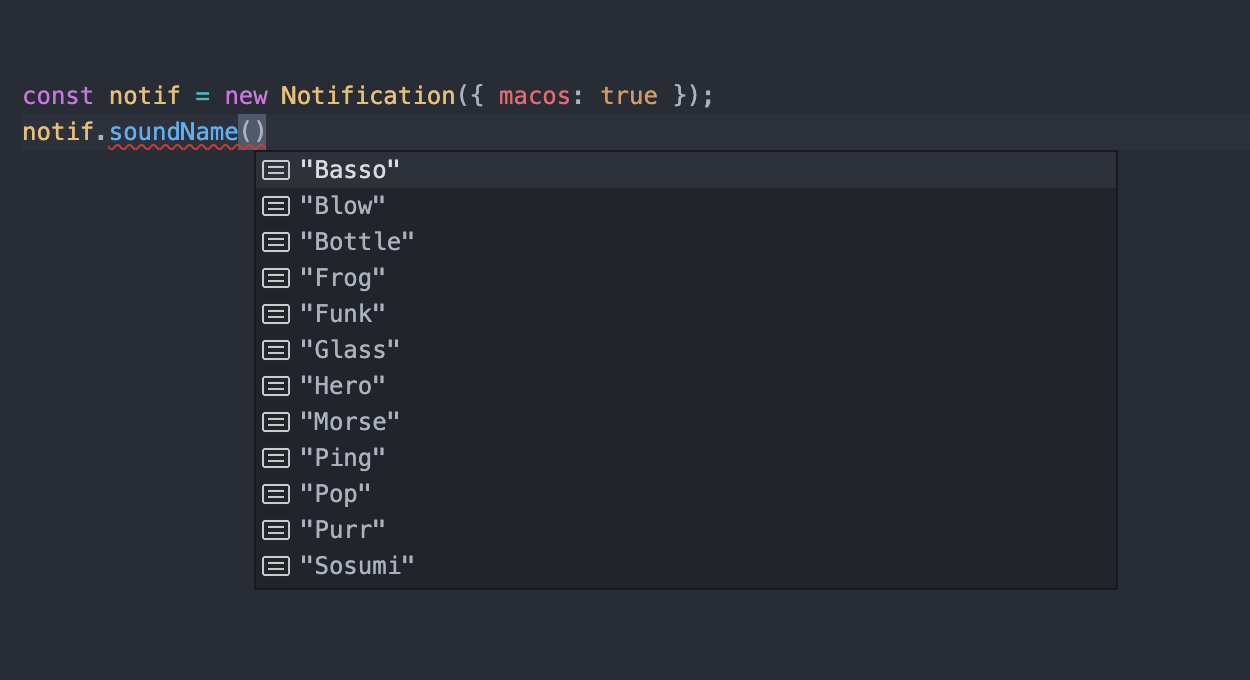 const notif = new Notification({ macos: true });
notif.soundName()
"Basso"
"Blow"
"Bottle"
"Frog"
"Funk"
"Glass"
"Hero"
"Morse"
"Ping"
"Pop"
"Purr"
"Sosumi"